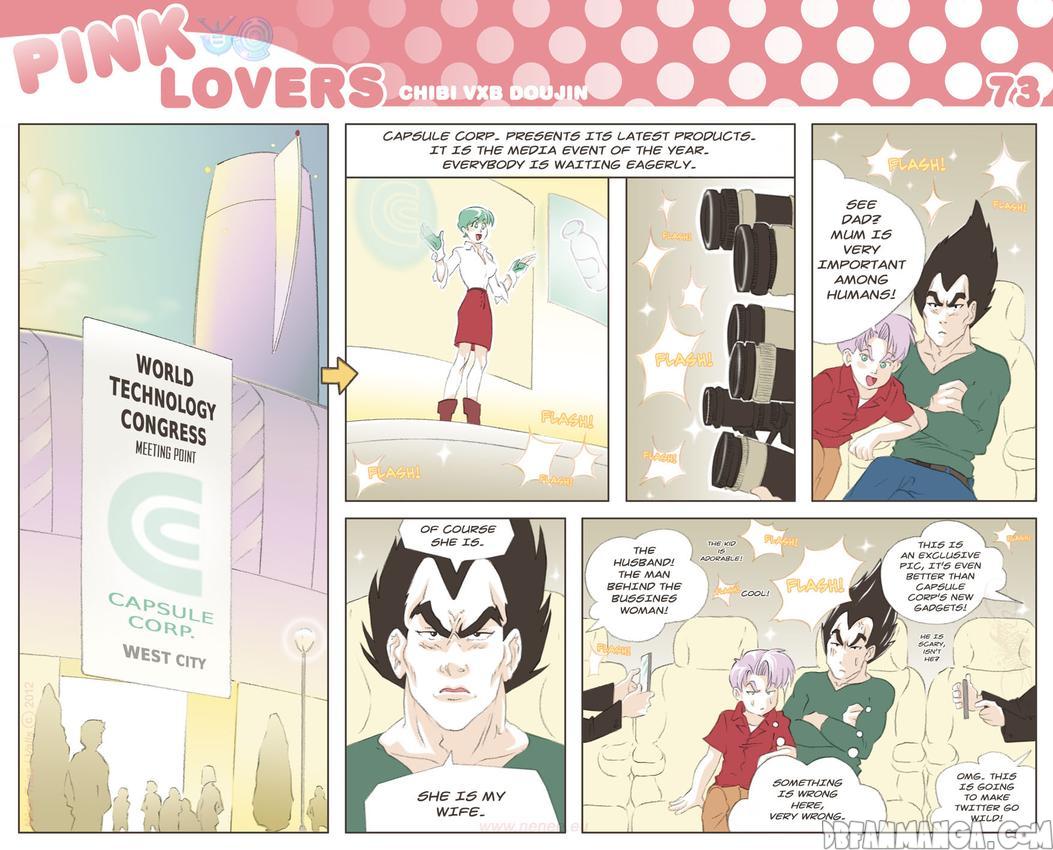 PINK
LOVERS
CHIBI VXB DOUJIN
73
WORLD
TECHNOLOGY
CONGRESS
MEETING POINT
CAPSULE
CORP.
WEST CITY
CAPSULE CORP. PRESENTS ITS LATEST PRODUCTS.
IT IS THE MEDIA EVENT OF THE YEAR.
EVERYBODY IS WAITING EAGERLY.
FLASH!
FLASH!
FLASH!
FLASH!
FLASH!
FLASH!
FLASH!
FLASH!
SEE
DAD?
MUM IS
VERY
IMPORTANT
AMONG
HUMANS!
OF COURSE
SHE IS.
SHE IS MY
WIFE.
THE
HUSBAND!
THE MAN
BEHIND THE
BUSSINES
WOMAN!
THE KID
IS
ADORABLE!
FLASH!
FLASH!
COOL!
FLASH!
FLASH!
FLASH!
THIS IS
AN EXCLUSIVE
PIC, IT'S EVEN
BETTER THAN
CAPSULE
CORP'S NEW
GADGETS!
HE IS
SCARY,
ISN'T
HE?
SOMETHING
IS WRONG
HERE,
VERY WRONG.
OMG. THIS
IS GOING
TO MAKE
TWITTER GO
WILD!
DBFANMANGA.COM